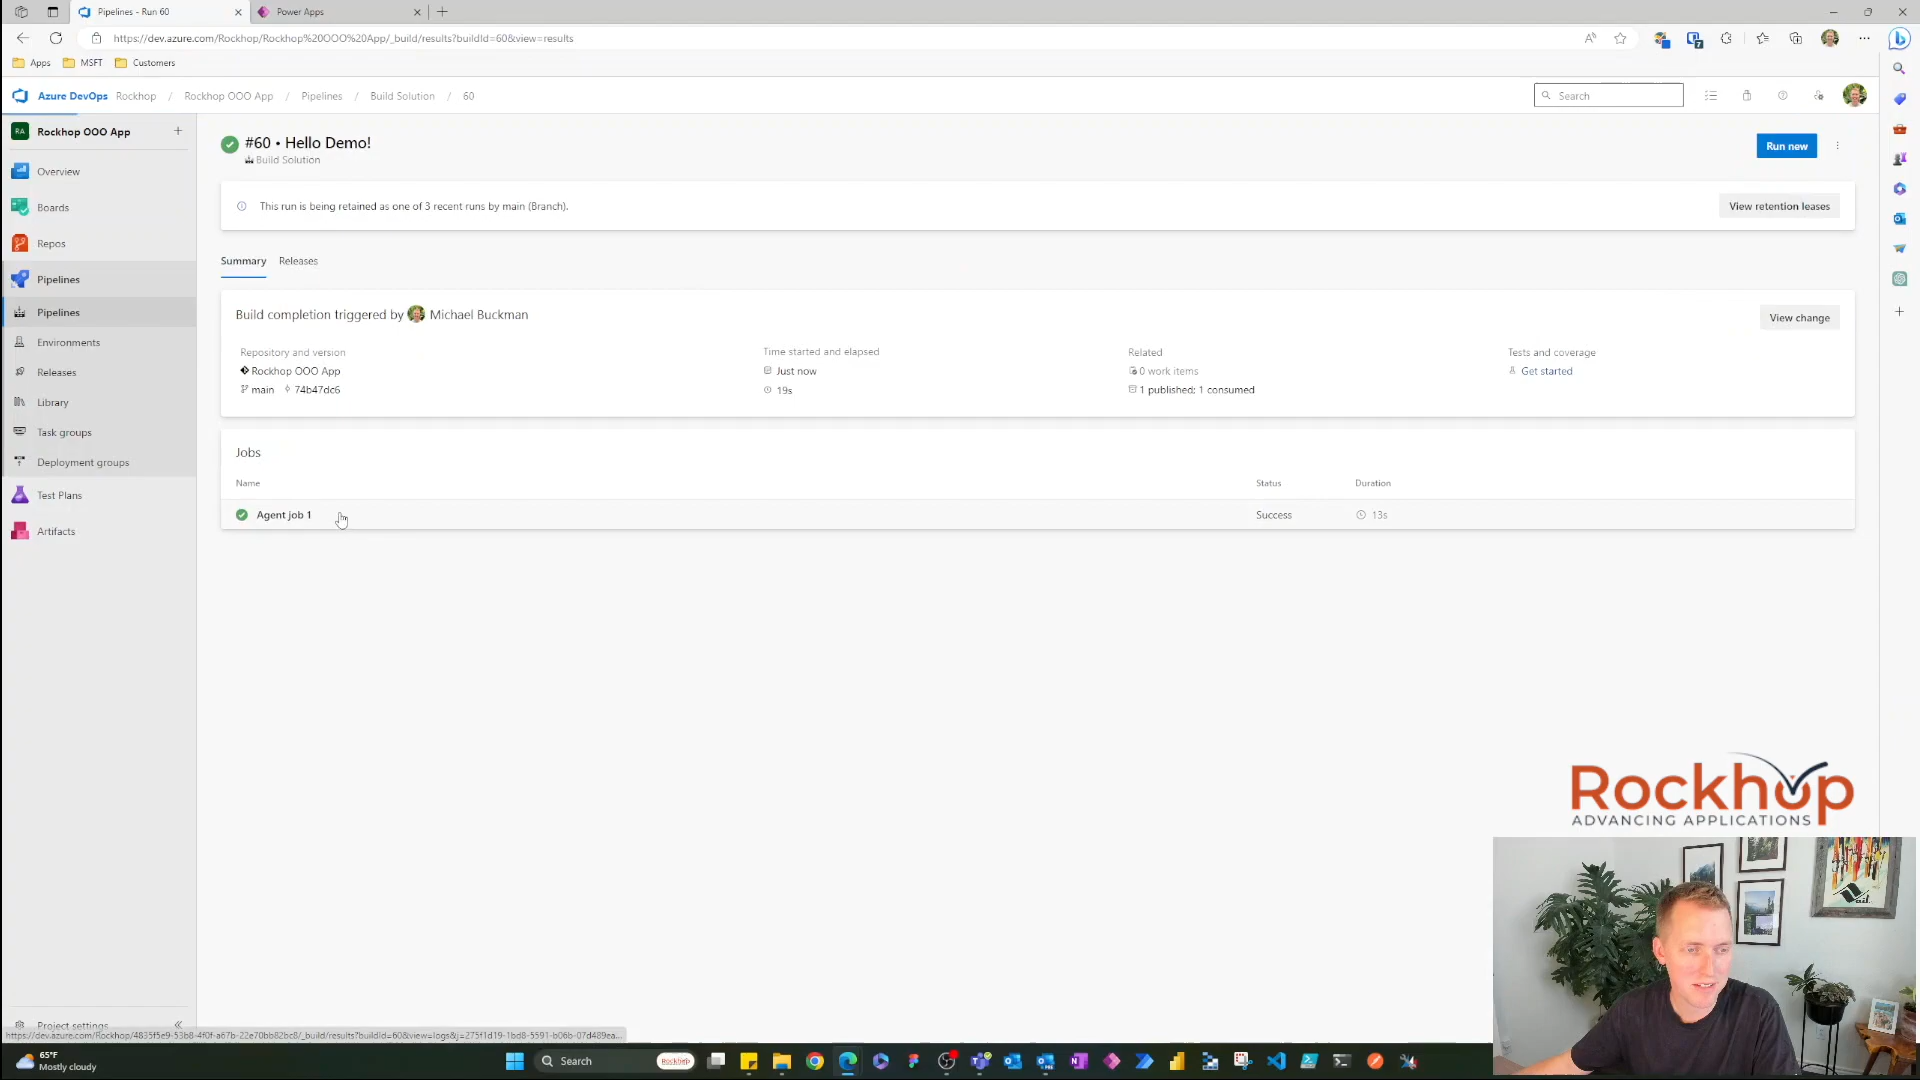 Pipelines - Run 60
Power Apps
https://dev.azure.com/Rockhop/Rockhop%20OOO%20App/_build/results?buildId=60&view=results
Apps
MSFT
Customers
Azure DevOps Rockhop / Rockhop OOO App / Pipelines / Build Solution / 60
Search
RA Rockhop OOO App
Overview
Boards
Repos
Pipelines
Pipelines
Environments
Releases
Library
Task groups
Deployment groups
Test Plans
Artifacts
Project settings
#60 • Hello Demo!
Build Solution
Run new
This run is being retained as one of 3 recent runs by main (Branch).
View retention leases
Summary Releases
Build completion triggered by Michael Buckman
View change
Repository and version
Rockhop OOO App
main 74b47dc6
Time started and elapsed
Just now
19s
Related
0 work items
1 published; 1 consumed
Tests and coverage
Get started
Jobs
Name Status Duration
Agent job 1 Success 13s
Rockhop
ADVANCING APPLICATIONS
65°F
Mostly cloudy
Search
Rockhop